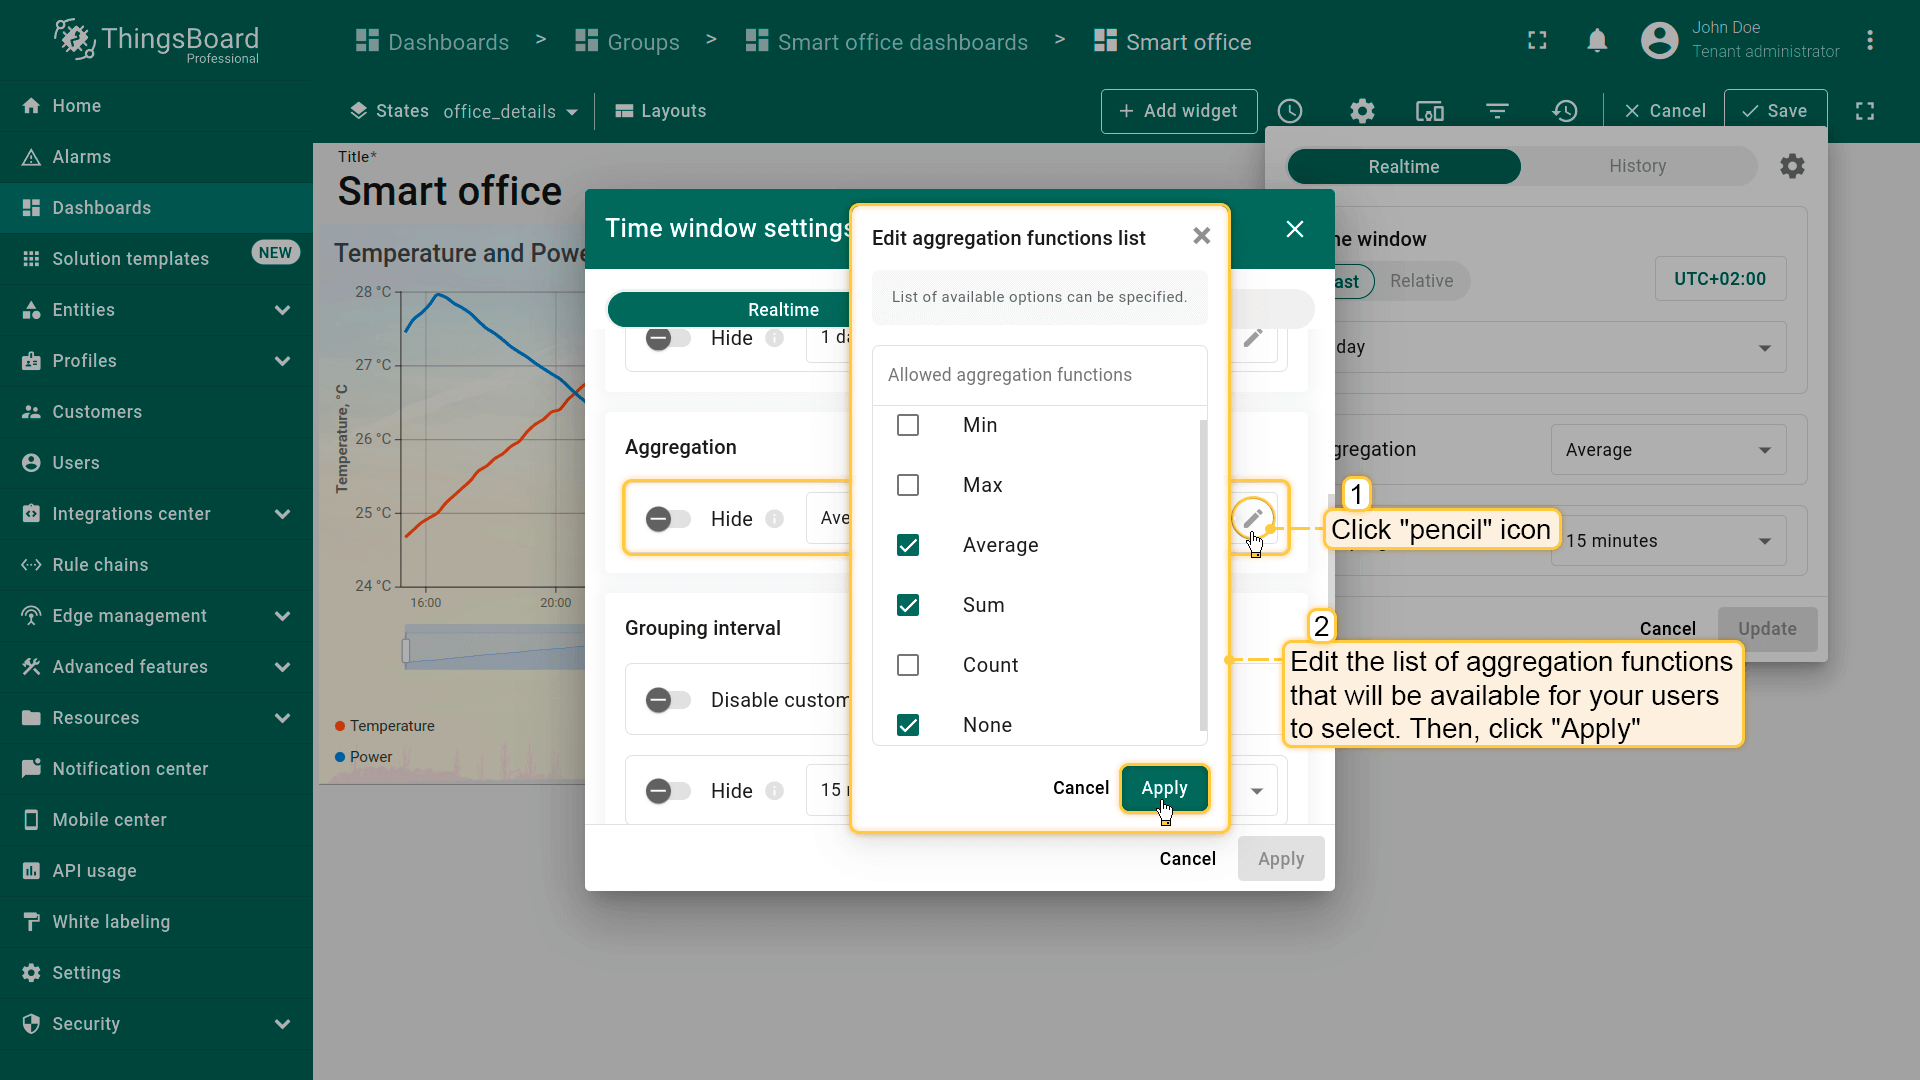 ThingsBoard
Professional
Dashboards > Groups > Smart office dashboards > Smart office
John Doe
Tenant administrator
Home
Alarms
Dashboards
Solution templates NEW
Entities
Profiles
Customers
Users
Integrations center
Rule chains
Edge management
Advanced features
Resources
Notification center
Mobile center
API usage
White labeling
Settings
Security
States office_details
Layouts
+ Add widget
Cancel
Save
Title*
Smart office
Temperature and Powe
28 °C
27 °C
26 °C
25 °C
24 °C
Temperature, °C
16:00
20:00
Temperature
Power
Time window settings
Realtime
Hide
1 da
Aggregation
Hide
Ave
Grouping interval
Disable custom
Hide
15
Cancel
Apply
Edit aggregation functions list
List of available options can be specified.
Allowed aggregation functions
Min
Max
Average
Sum
Count
None
Cancel
Apply
Realtime
History
e window
ast
Relative
UTC+02:00
day
gregation
Average
15 minutes
Cancel
Update
1
Click "pencil" icon
2
Edit the list of aggregation functions
that will be available for your users
to select. Then, click "Apply"